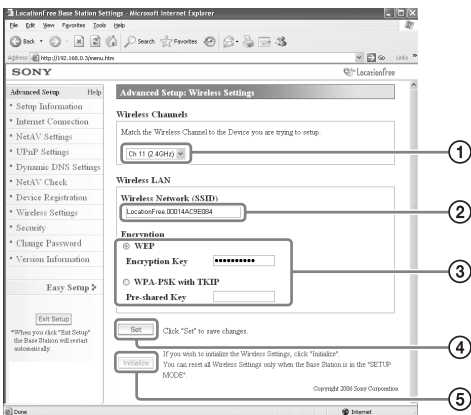 LocationFree Base Station Settings - Microsoft Internet Explorer
File Edit View Favorites Tools Help
Back Search Favorites
Address http://192.168.0.3/menu.htm Go Links »
SONY LocationFree
Advanced Setup Help
• Setup Information
• Internet Connection
• NetAV Settings
• UPnP Settings
• Dynamic DNS Settings
• NetAV Check
• Device Registration
• Wireless Settings
• Security
• Change Password
• Version Information
Easy Setup
Exit Setup
*When you click "Exit Setup"
the Base Station will restart
automatically.
Advanced Setup: Wireless Settings
Wireless Channels
Match the Wireless Channel to the Device you are trying to setup.
Ch 11 (2.4GHz)
1
Wireless LAN
Wireless Network (SSID)
LocationFree.00014AC9E0B4
2
Encryption
WEP
Encryption Key ••••••••••
3
WPA-PSK with TKIP
Pre-shared Key
Set Click "Set" to save changes.
4
If you wish to initialize the Wireless Settings, click "Initialize".
Initialize You can reset all Wireless Settings only when the Base Station is in the "SETUP
MODE".
5
Copyright 2006 Sony Corporation
Done Internet